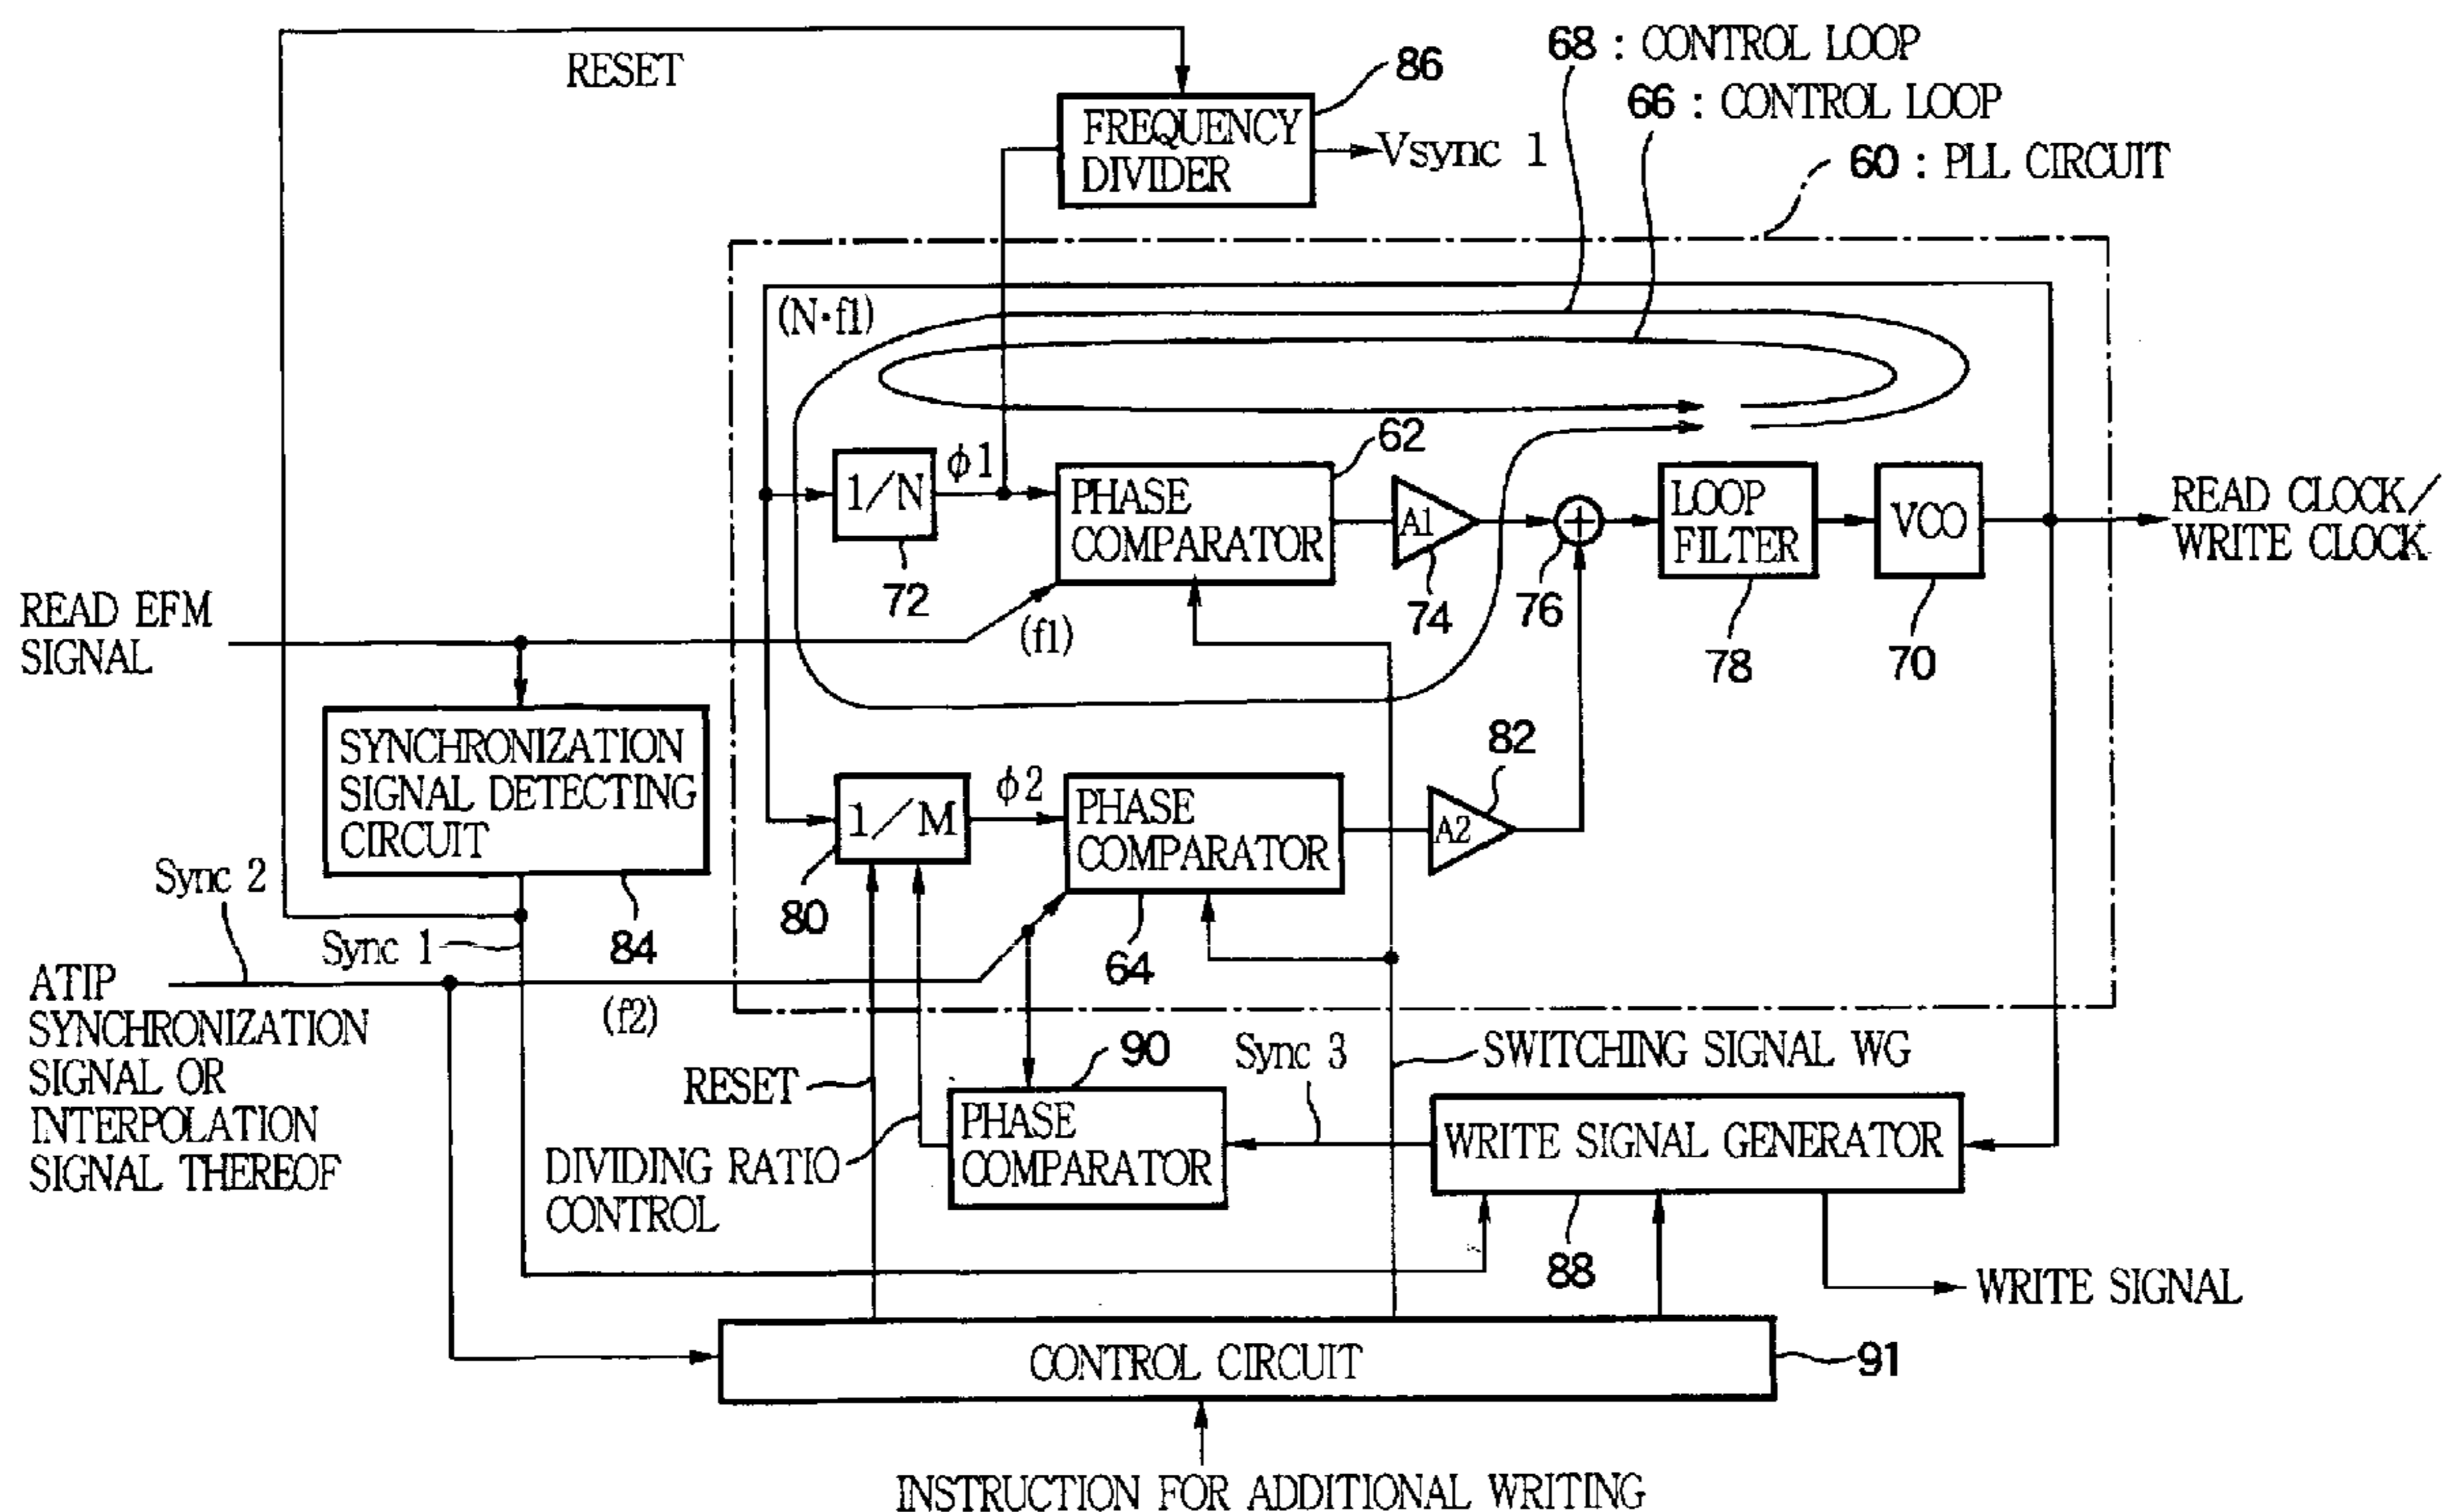 RESET
68 : CONTROL LOOP
86
66 : CONTROL LOOP
FREQUENCY
DIVIDER
Vsync 1
60 : PLL CIRCUIT
(N·f1)
62
1/N
ϕ1
PHASE
COMPARATOR
A1
+
LOOP
FILTER
VCO
READ CLOCK/
WRITE CLOCK
72
74
76
78
70
READ EFM
SIGNAL
(f1)
SYNCHRONIZATION
SIGNAL DETECTING
CIRCUIT
82
1/M
ϕ2
PHASE
COMPARATOR
A2
Sync 2
80
84
64
Sync 1
ATIP
SYNCHRONIZATION
SIGNAL OR
INTERPOLATION
SIGNAL THEREOF
(f2)
90
Sync 3
SWITCHING SIGNAL WG
RESET
PHASE
COMPARATOR
WRITE SIGNAL GENERATOR
DIVIDING RATIO
CONTROL
88
WRITE SIGNAL
CONTROL CIRCUIT
91
INSTRUCTION FOR ADDITIONAL WRITING